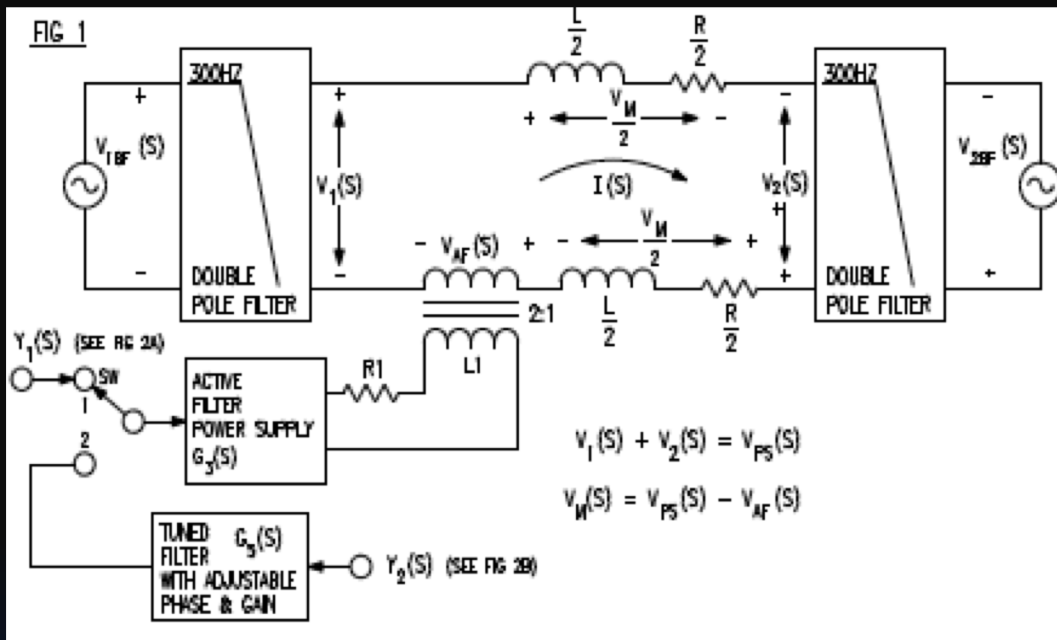 FIG 1
L
2
R
2
300HZ
DOUBLE
POLE FILTER
300HZ
DOUBLE
POLE FILTER
+
V1BF(S)
-
+
V1(S)
-
+ VM -
2
I(S)
-
V2(S)
+
+
-
V2BF(S)
+
- VAF(S) +
- VM +
2
2:1
L
2
R
2
Y1(S) (SEE FIG 2A)
SW
1
2
ACTIVE
FILTER
POWER SUPPLY
G3(S)
R1
L1
V1(S) + V2(S) = VPS(S)
VM(S) = VPS(S) - VAF(S)
TUNED G5(S)
FILTER
WITH ADJUSTABLE
PHASE & GAIN
Y2(S) (SEE FIG 2B)